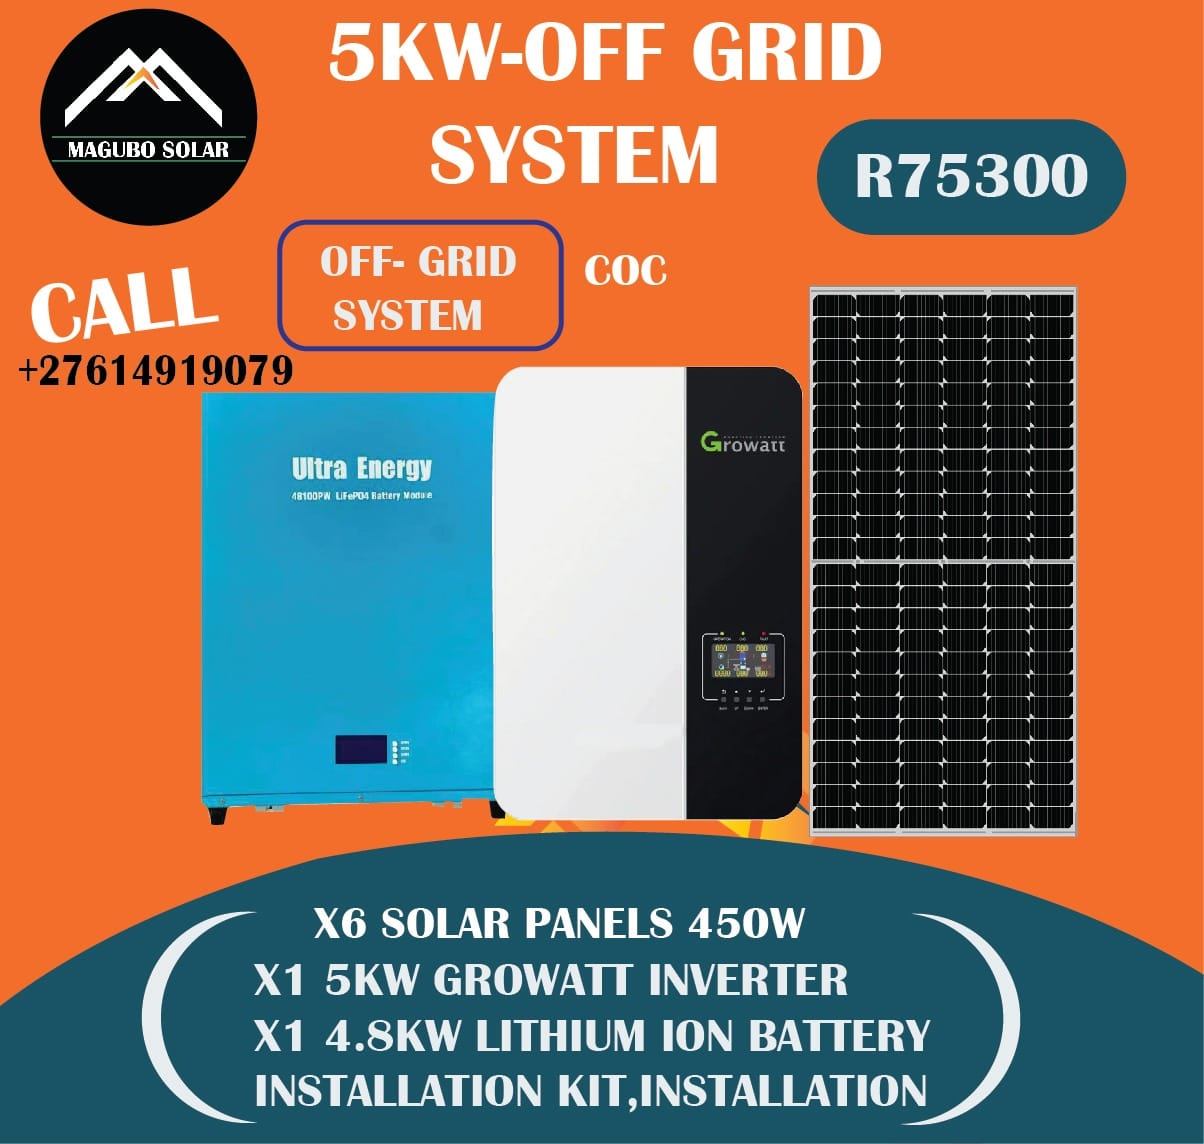 5KW-OFF GRID
SYSTEM
MAGUBO SOLAR
R75300
OFF- GRID
SYSTEM
COC
CALL
+27614919079
Ultra Energy
48100PW LiFePO4 Battery Module
Growatt
X6 SOLAR PANELS 450W
X1 5KW GROWATT INVERTER
X1 4.8KW LITHIUM ION BATTERY
INSTALLATION KIT,INSTALLATION